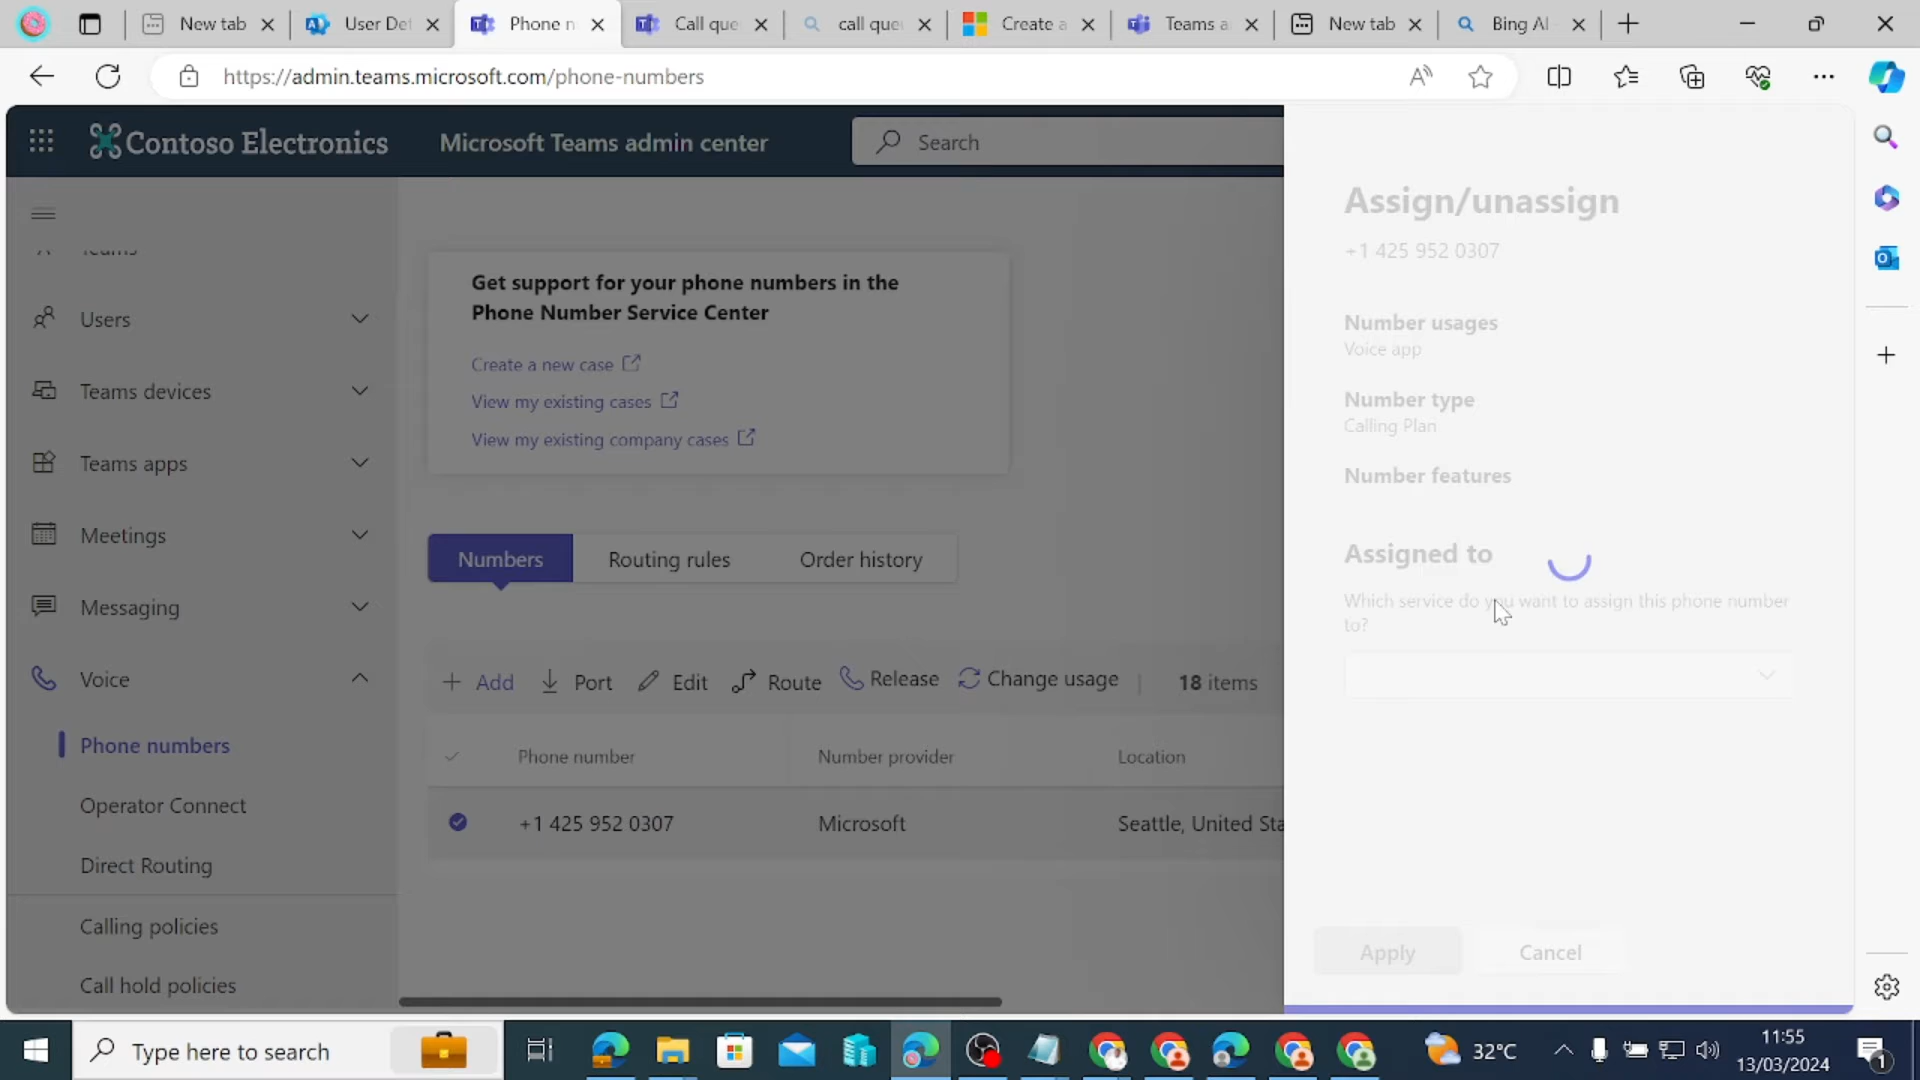 New tab
User Det
Phone n
Call que
call que
Create a
Teams a
New tab
Bing AI
https://admin.teams.microsoft.com/phone-numbers
Contoso Electronics
Microsoft Teams admin center
Search
Teams
Users
Teams devices
Teams apps
Meetings
Messaging
Voice
Phone numbers
Operator Connect
Direct Routing
Calling policies
Call hold policies
Get support for your phone numbers in the
Phone Number Service Center
Create a new case
View my existing cases
View my existing company cases
Numbers
Routing rules
Order history
Add
Port
Edit
Route
Release
Change usage
18 items
Phone number
Number provider
Location
+1 425 952 0307
Microsoft
Seattle, United Sta
Assign/unassign
+1 425 952 0307
Number usages
Voice app
Number type
Calling Plan
Number features
Assigned to
Which service do you want to assign this phone number
to?
Apply
Cancel
Type here to search
32°C
11:55
13/03/2024
1